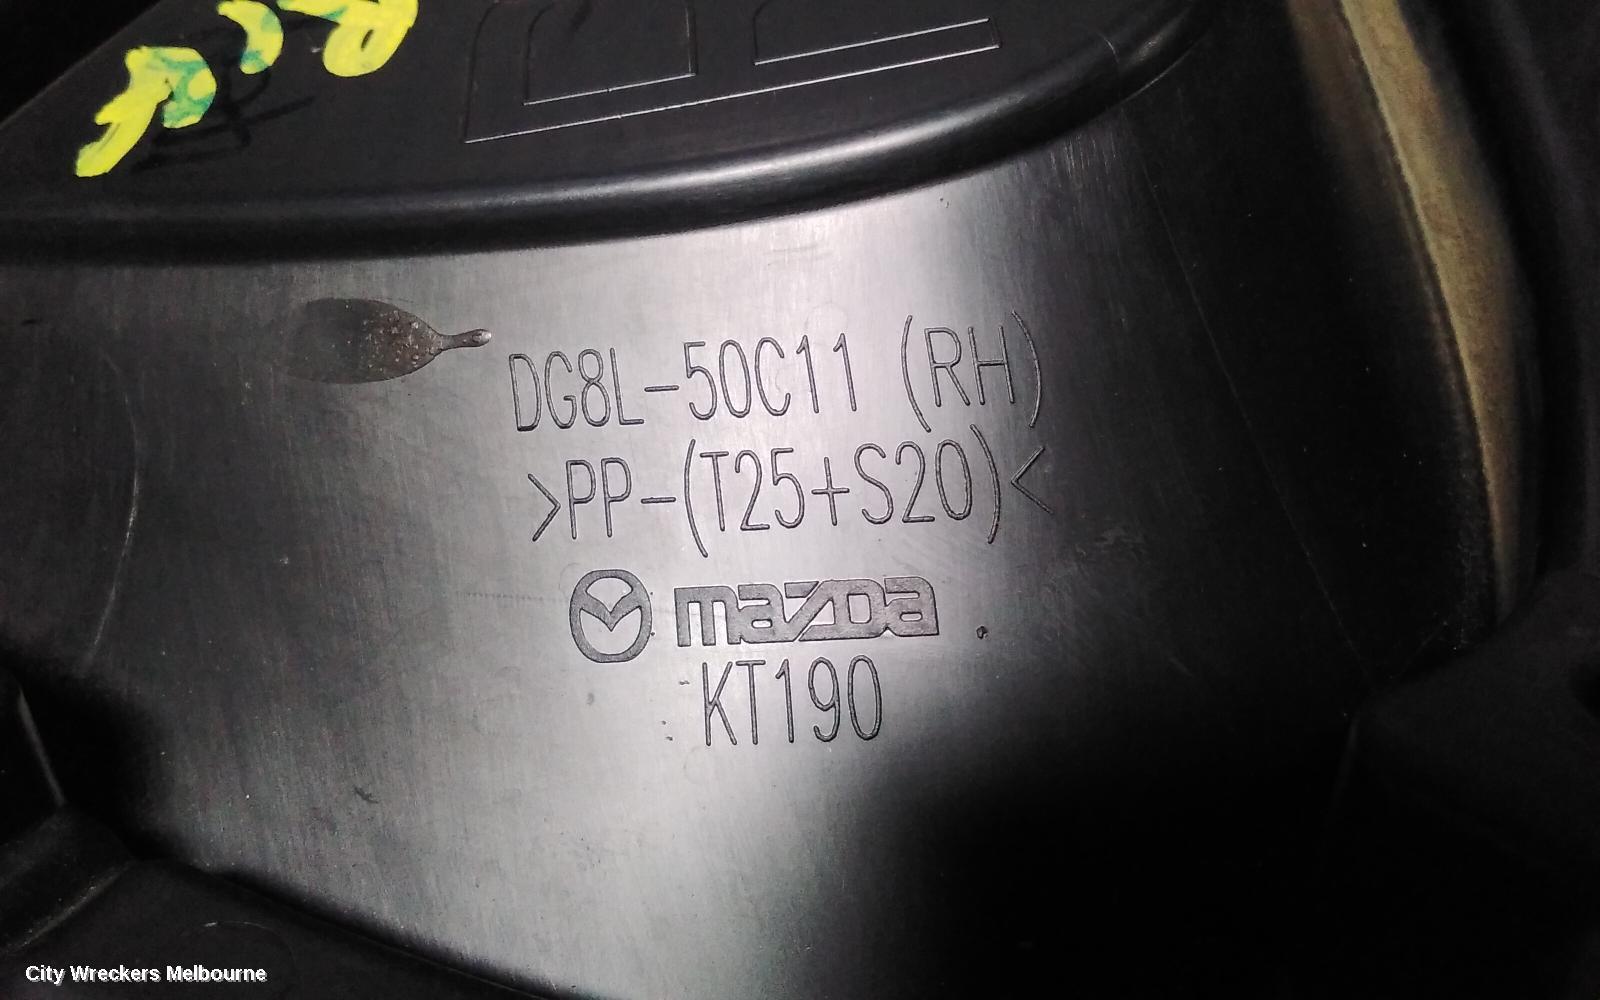 DG8L-50C11 (RH)
>PP-(T25+S20)<
mazda
KT190
City Wreckers Melbourne